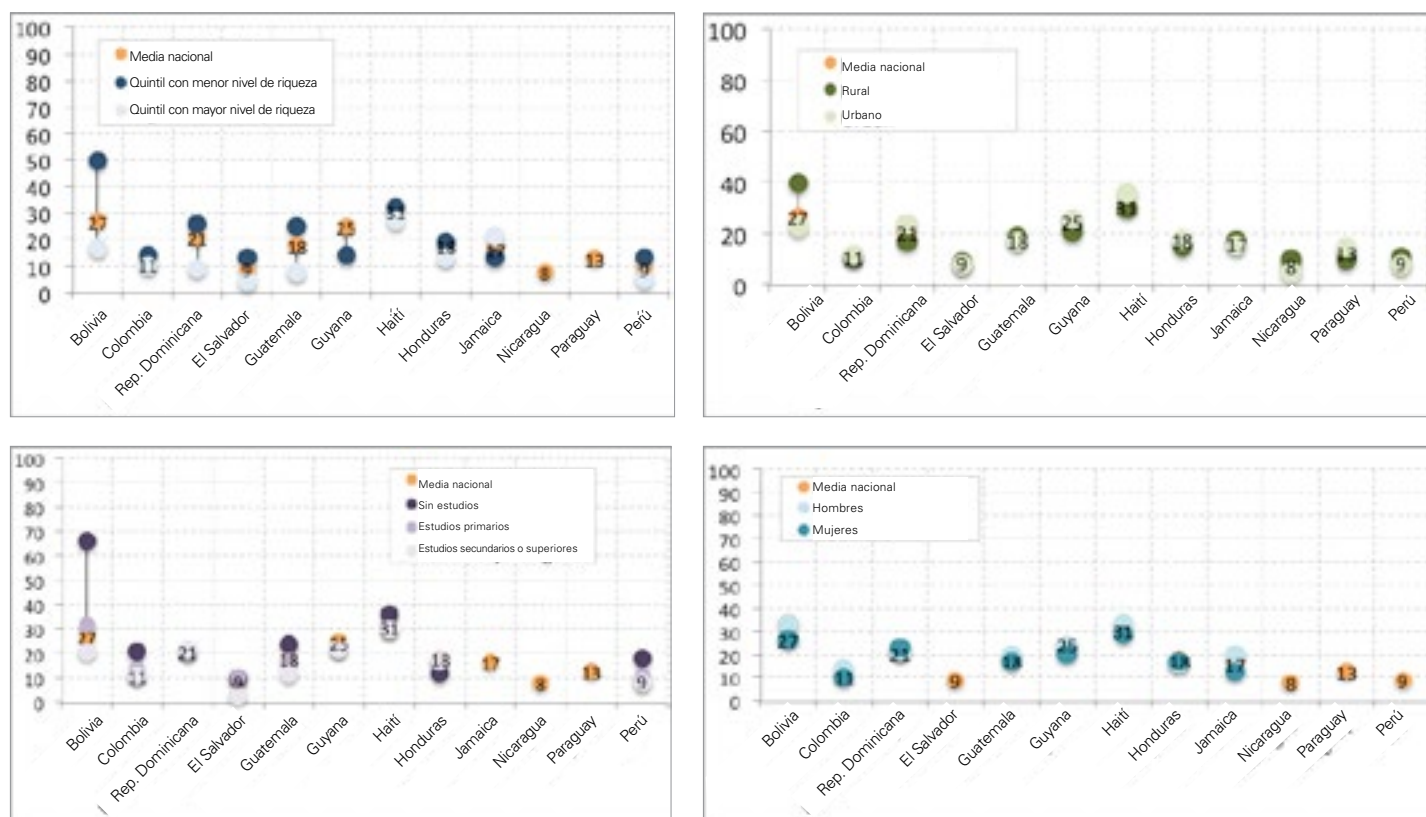 100
90
80
70
60
50
40
30
20
10
0
Media nacional
Quintil con menor nivel de riqueza
Quintil con mayor nivel de riqueza
27
11
21
18
25
31
8
13
9
Bolivia
Colombia
Rep. Dominicana
El Salvador
Guatemala
Guyana
Haití
Honduras
Jamaica
Nicaragua
Paraguay
Perú
100
80
60
40
20
0
Media nacional
Rural
Urbano
27
11
21
9
18
25
18
17
8
13
9
Bolivia
Colombia
Rep. Dominicana
El Salvador
Guatemala
Guyana
Haití
Honduras
Jamaica
Nicaragua
Paraguay
Perú
100
90
80
70
60
50
40
30
20
10
0
Media nacional
Sin estudios
Estudios primarios
Estudios secundarios o superiores
27
11
21
9
18
25
31
18
17
8
13
9
Bolivia
Colombia
Rep. Dominicana
El Salvador
Guatemala
Guyana
Haití
Honduras
Jamaica
Nicaragua
Paraguay
Perú
100
90
80
70
60
50
40
30
20
10
0
Media nacional
Hombres
Mujeres
27
11
21
9
18
31
18
17
8
13
9
Bolivia
Colombia
Rep. Dominicana
El Salvador
Guatemala
Guyana
Haití
Honduras
Jamaica
Nicaragua
Paraguay
Perú